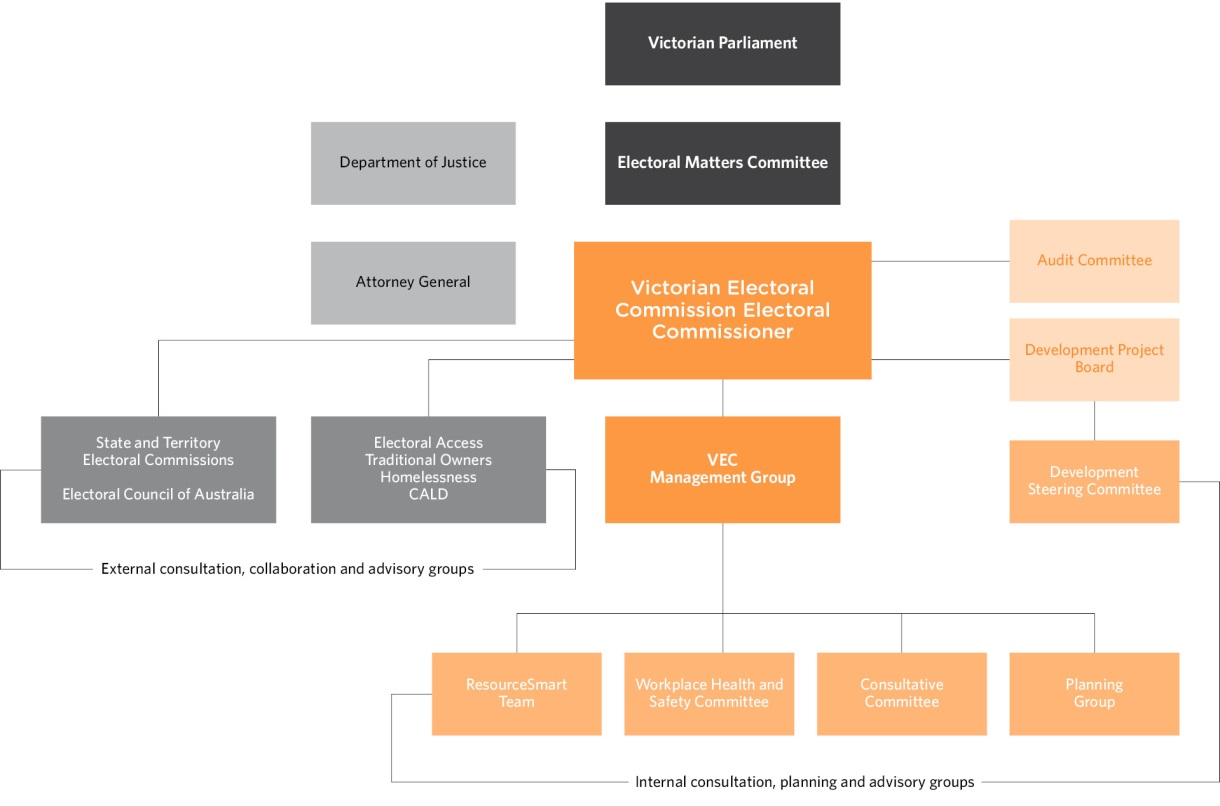 Victorian Parliament
Department of Justice
Electoral Matters Committee
Attorney General
Victorian Electoral
Commission Electoral
Commissioner
Audit Committee
Development Project
Board
State and Territory
Electoral Commissions
Electoral Council of Australia
Electoral Access
Traditional Owners
Homelessness
CALD
VEC
Management Group
Development
Steering Committee
External consultation, collaboration and advisory groups
ResourceSmart
Team
Workplace Health and
Safety Committee
Consultative
Committee
Planning
Group
Internal consultation, planning and advisory groups